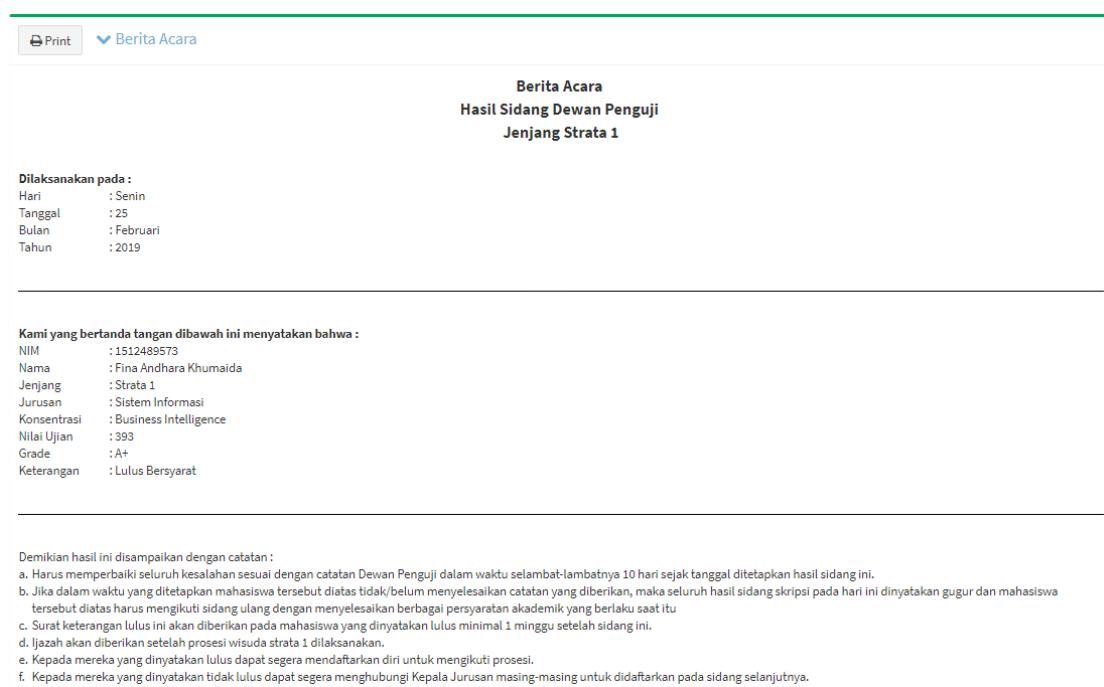 Print Berita Acara
Berita Acara
Hasil Sidang Dewan Penguji
Jenjang Strata 1
Dilaksanakan pada :
Hari : Senin
Tanggal : 25
Bulan : Februari
Tahun : 2019
Kami yang bertanda tangan dibawah ini menyatakan bahwa :
NIM : 1512489573
Nama : Fina Andhara Khumaida
Jenjang : Strata 1
Jurusan : Sistem Informasi
Konsentrasi : Business Intelligence
Nilai Ujian : 393
Grade : A+
Keterangan : Lulus Bersyarat
Demikian hasil ini disampaikan dengan catatan :
a. Harus memperbaiki seluruh kesalahan sesuai dengan catatan Dewan Penguji dalam waktu selambat-lambatnya 10 hari sejak tanggal ditetapkan hasil sidang ini.
b. Jika dalam waktu yang ditetapkan mahasiswa tersebut diatas tidak/belum menyelesaikan catatan yang diberikan, maka seluruh hasil sidang skripsi pada hari ini dinyatakan gugur dan mahasiswa
tersebut diatas harus mengikuti sidang ulang dengan menyelesaikan berbagai persyaratan akademik yang berlaku saat itu
c. Surat keterangan lulus ini akan diberikan pada mahasiswa yang dinyatakan lulus minimal 1 minggu setelah sidang ini.
d. Ijazah akan diberikan setelah prosesi wisuda strata 1 dilaksanakan.
e. Kepada mereka yang dinyatakan lulus dapat segera mendaftarkan diri untuk mengikuti prosesi.
f. Kepada mereka yang dinyatakan tidak lulus dapat segera menghubungi Kepala Jurusan masing-masing untuk didaftarkan pada sidang selanjutnya.